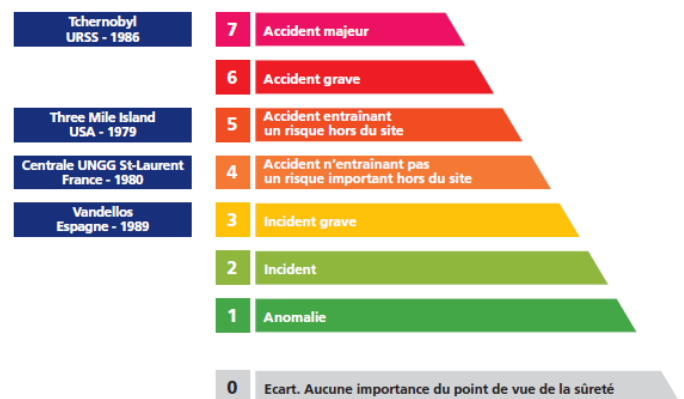 Tchernobyl
URSS - 1986
7
Accident majeur
6
Accident grave
Three Mile Island
USA - 1979
5
Accident entraînant
un risque hors du site
Centrale UNGG St-Laurent
France - 1980
4
Accident n’entraînant pas
un risque important hors du site
Vandellos
Espagne - 1989
3
Incident grave
2
Incident
1
Anomalie
0
Ecart. Aucune importance du point de vue de la sûreté